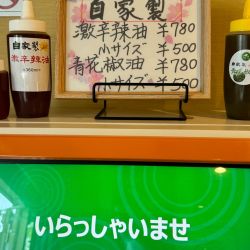 自家製
激辛辣油 ￥780
小サイズ ￥500
青花椒油 ￥780
小サイズ ￥500
自家製
激辛辣油
いらっしゃいませ